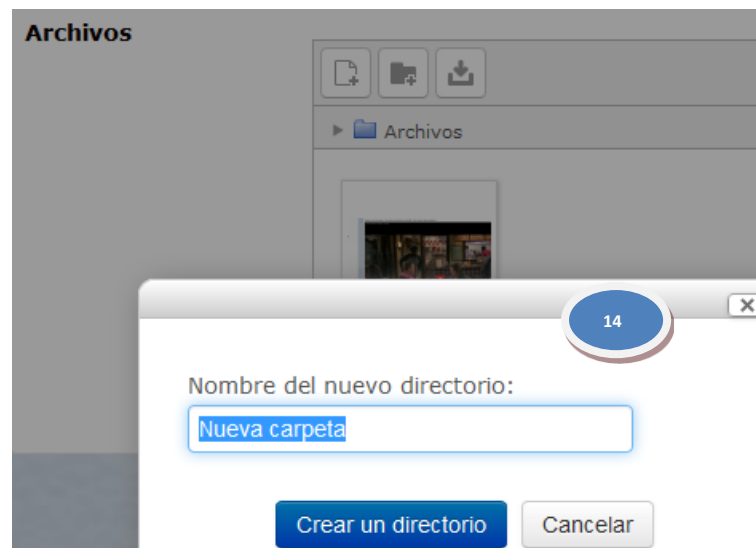 Archivos
Archivos
14
Nombre del nuevo directorio:
Nueva carpeta
Crear un directorio Cancelar